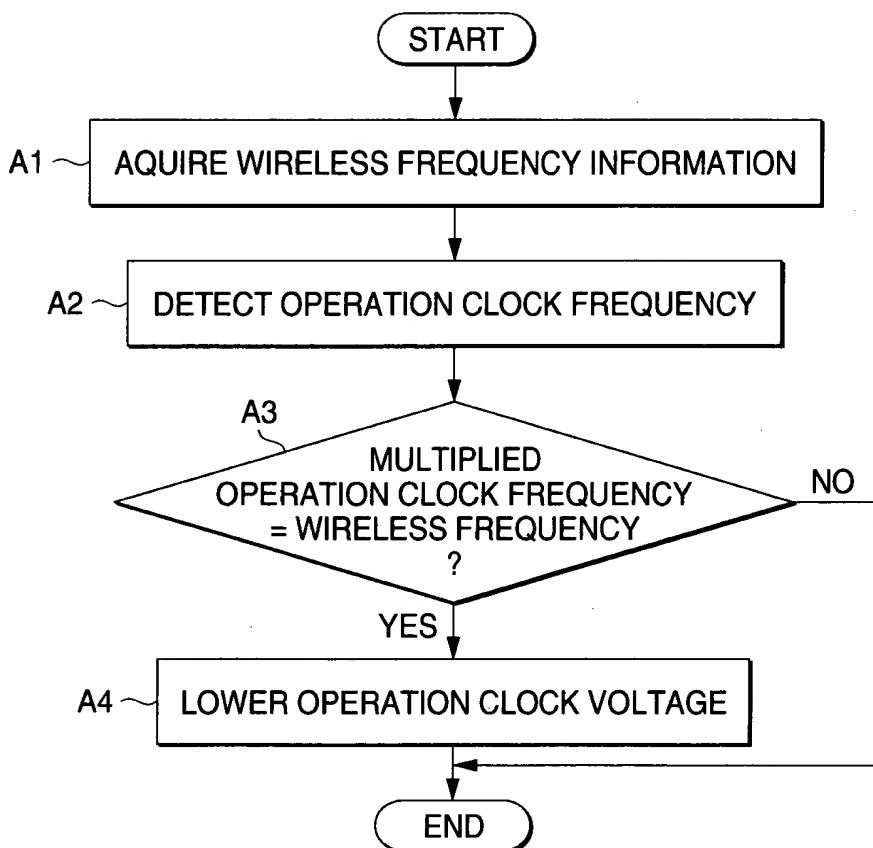 START
A1
AQUIRE WIRELESS FREQUENCY INFORMATION
A2
DETECT OPERATION CLOCK FREQUENCY
A3
MULTIPLIED
OPERATION CLOCK FREQUENCY
= WIRELESS FREQUENCY
?
NO
YES
A4
LOWER OPERATION CLOCK VOLTAGE
END